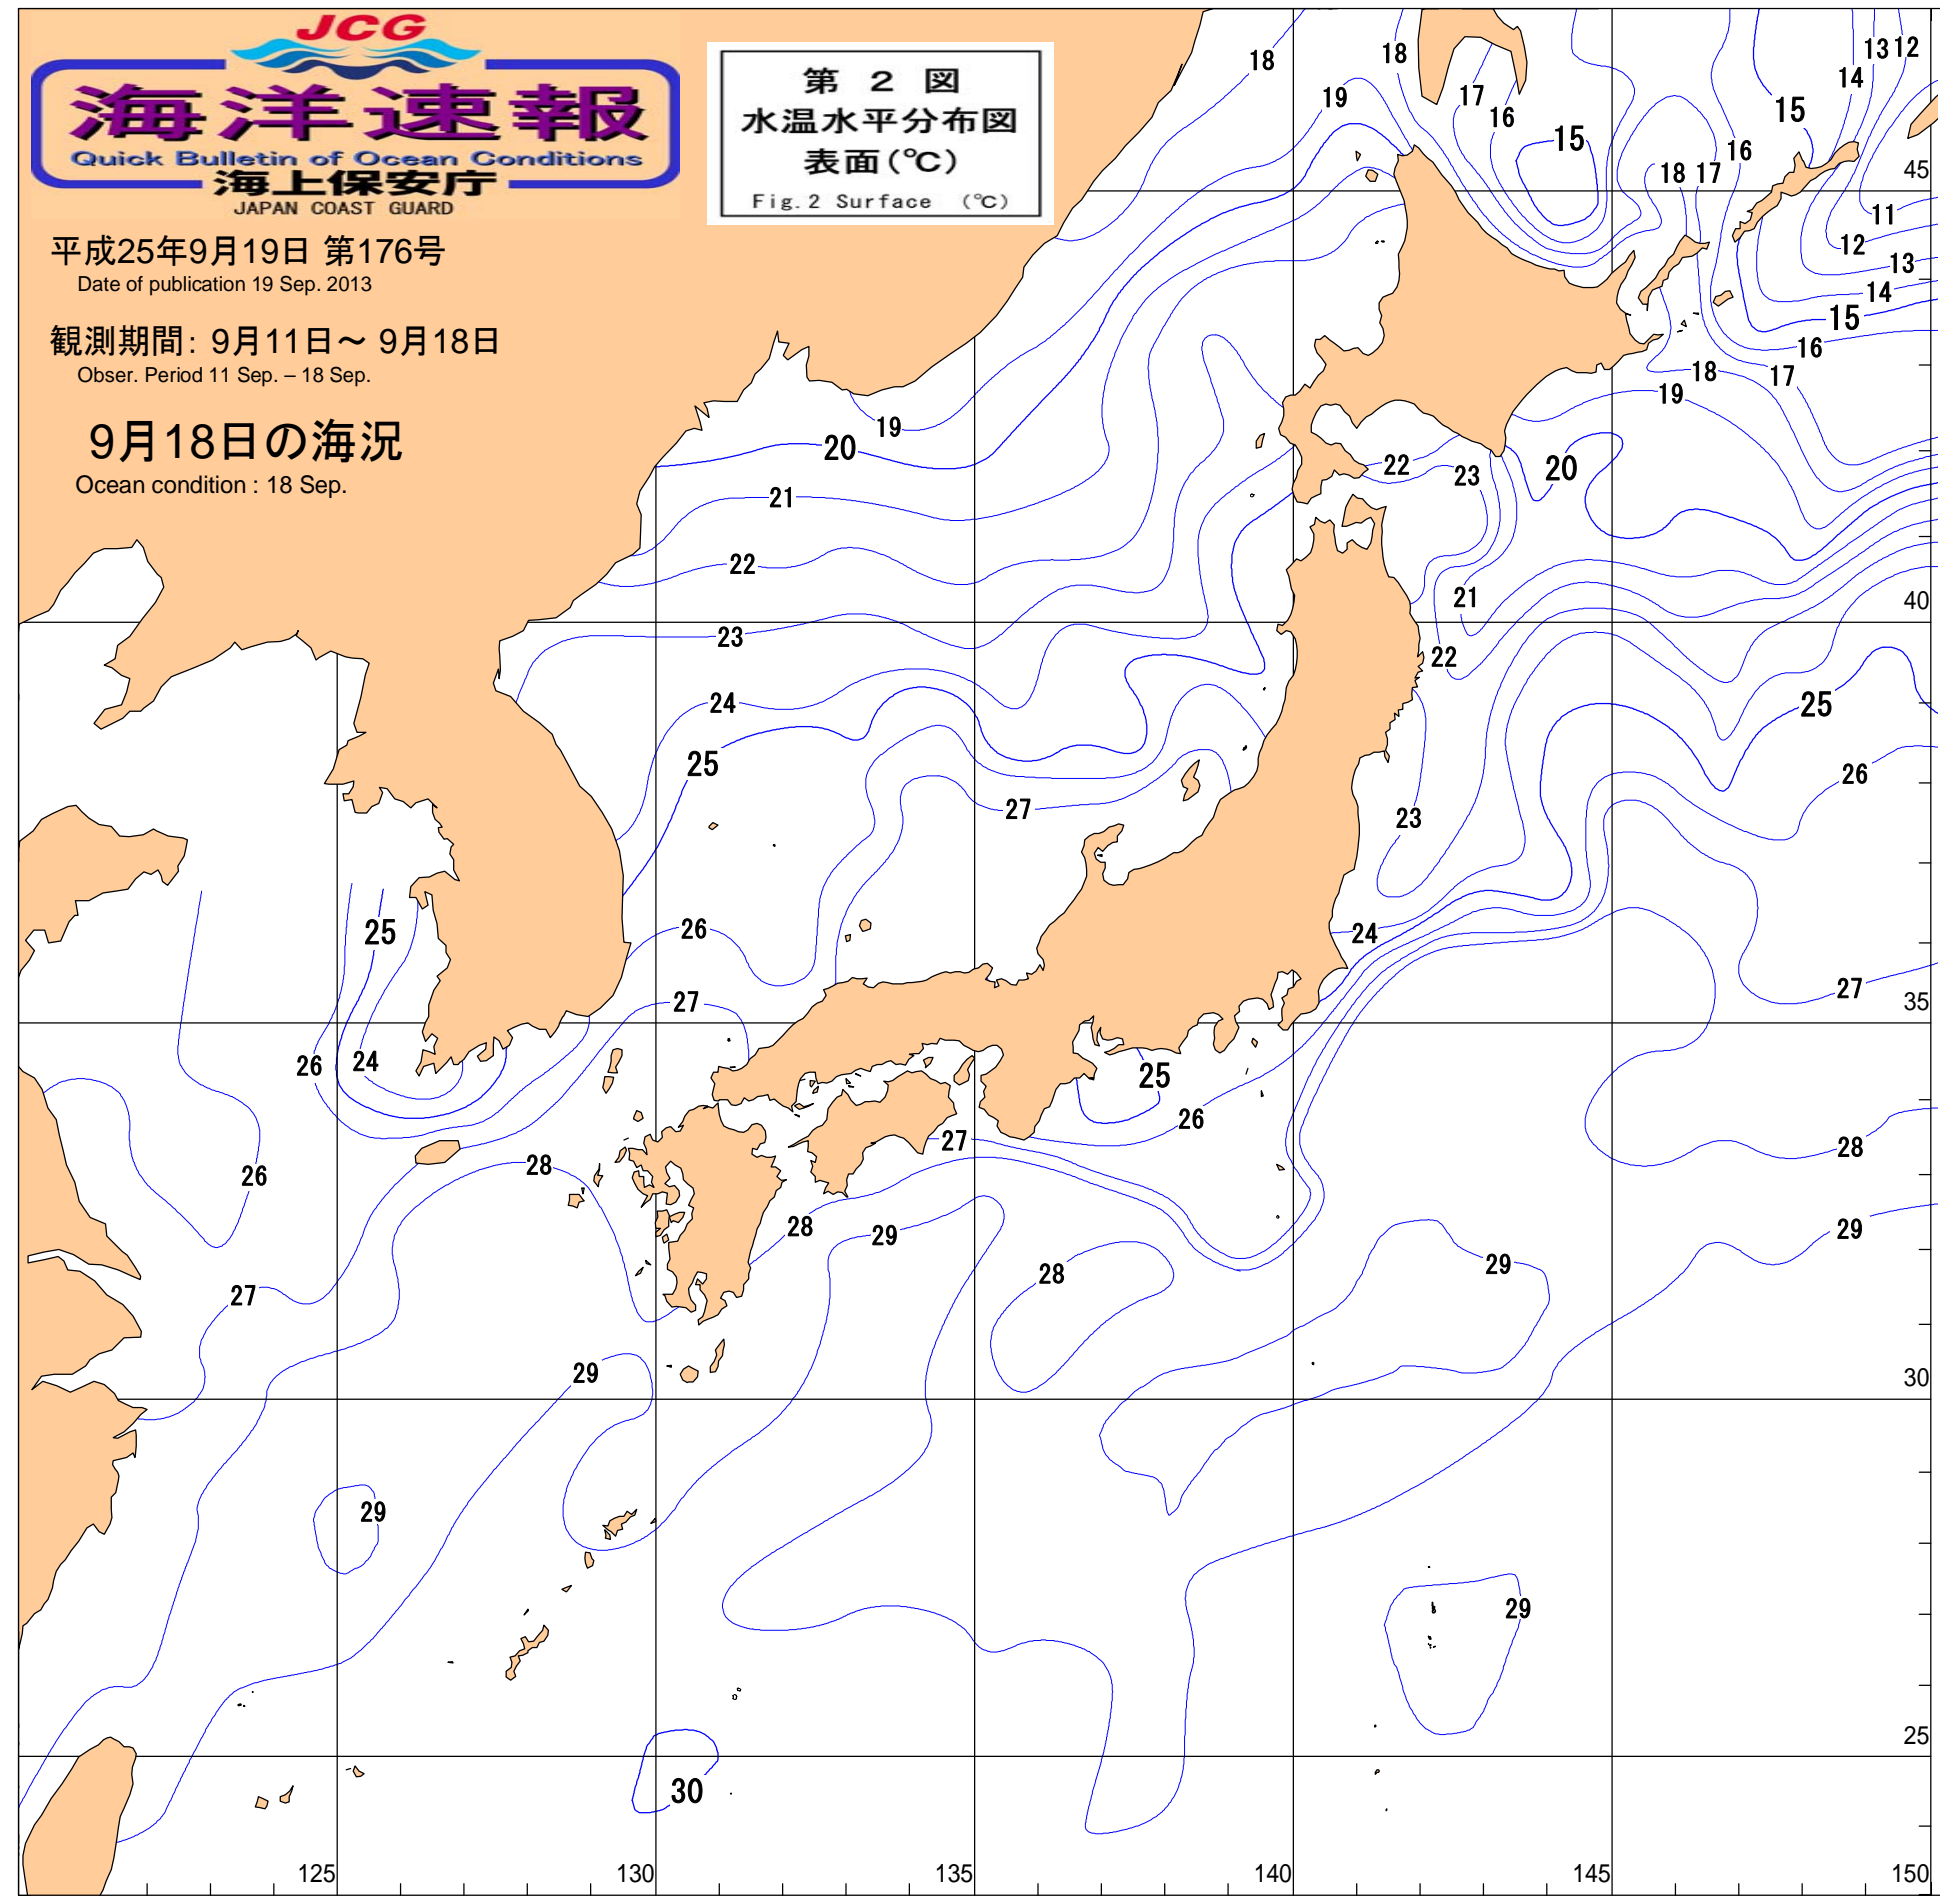 JCG
海洋速報
Quick Bulletin of Ocean Conditions
海上保安庁
JAPAN COAST GUARD
第 2 図
水温水平分布図
表面(℃)
Fig.2 Surface (℃)
平成25年9月19日 第176号
Date of publication 19 Sep. 2013
観測期間: 9月11日～ 9月18日
Obser. Period 11 Sep. – 18 Sep.
9月18日の海況
Ocean condition : 18 Sep.
18 18 13 12
14
19 17 15
16 15
16
18 17 45
11
12
13
14
15
16
18 17
19
19
20 22 23 20
21
22
21 40
23 22
24 25
25 26
27 23
25 26 24
27 27 35
26 24 25
26
27 28
26 28
28 29 29
28 29
27
29 30
29
29
30 25
125 130 135 140 145 150